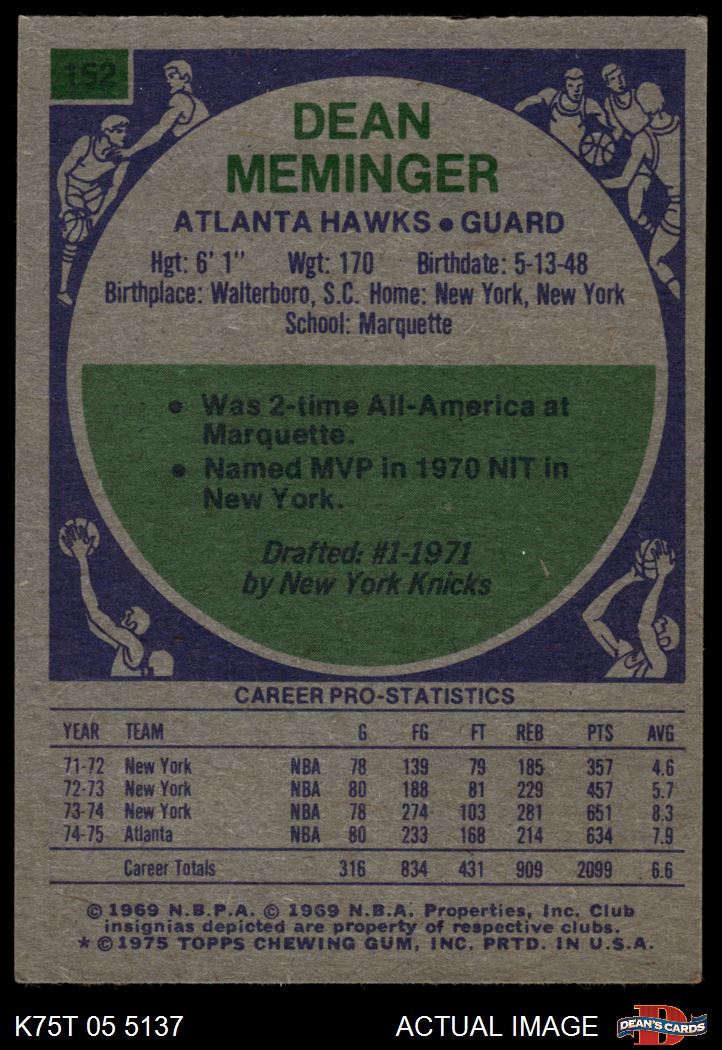 152
DEAN
MEMINGER
ATLANTA HAWKS • GUARD
Hgt: 6' 1" Wgt: 170 Birthdate: 5-13-48
Birthplace: Walterboro, S.C. Home: New York, New York
School: Marquette
• Was 2-time All-America at
Marquette.
• Named MVP in 1970 NIT in
New York.
Drafted: #1-1971
by New York Knicks
CAREER PRO-STATISTICS
YEAR TEAM G FG FT REB PTS AVG
71-72 New York NBA 78 139 79 185 357 4.6
72-73 New York NBA 80 188 81 229 457 5.7
73-74 New York NBA 78 274 103 281 651 8.3
74-75 Atlanta NBA 80 233 168 214 634 7.9
Career Totals 316 834 431 909 2099 6.6
© 1969 N.B.P.A. © 1969 N.B.A. Properties, Inc. Club
insignias depicted are property of respective clubs.
* © 1975 TOPPS CHEWING GUM, INC. PRTD. IN U.S.A.
K75T 05 5137 ACTUAL IMAGE D DEAN'S CARDS